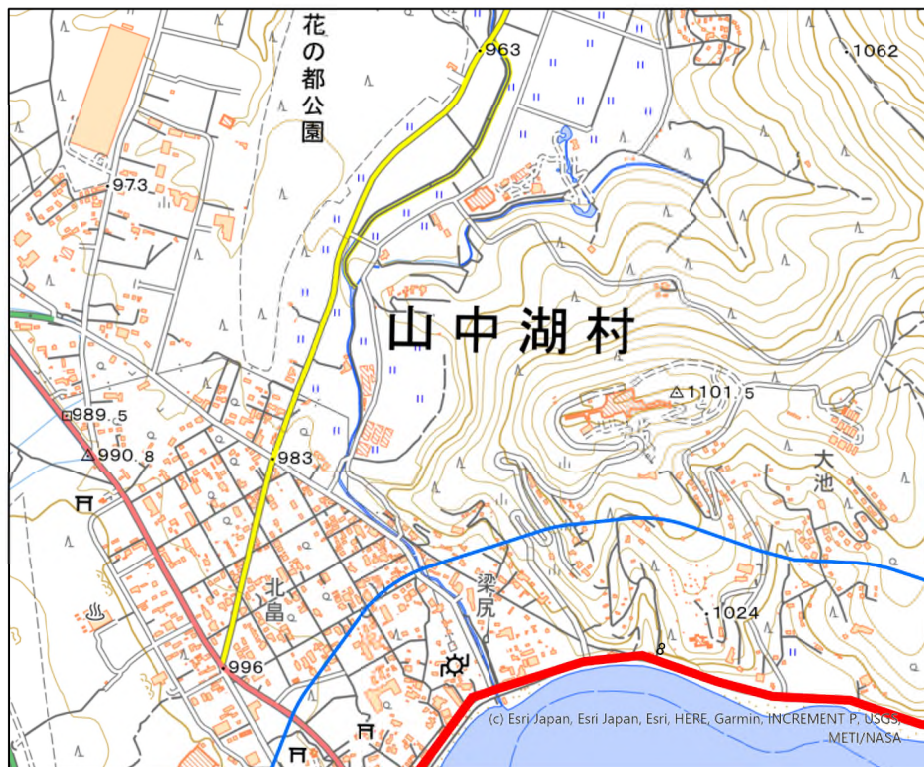 花の都公園
963
1062
973
山中湖村
1101.5
989.5
990.8
983
大池
北畠
梁尻
1024
996
8
(c) Esri Japan, Esri Japan, Esri, HERE, Garmin, INCREMENT P, USGS,
METI/NASA